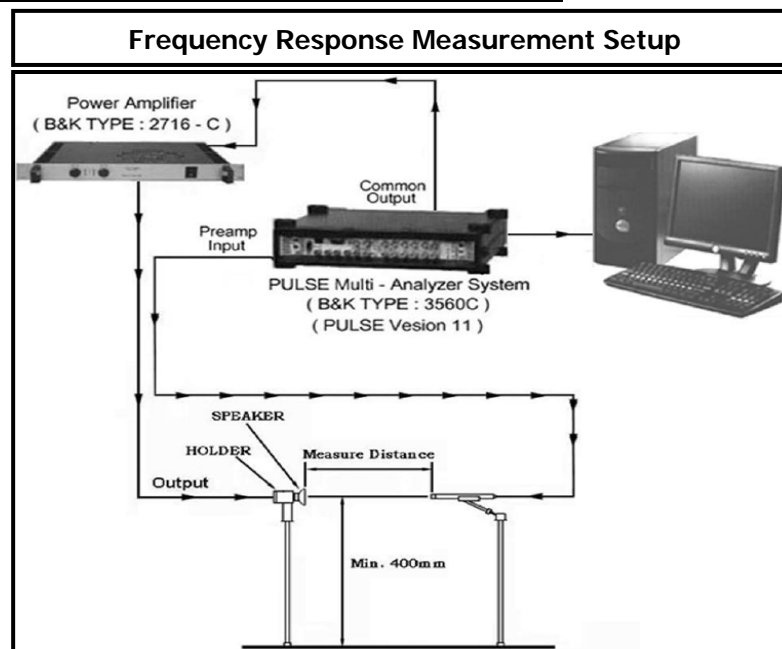 Frequency Response Measurement Setup
Power Amplifier
( B&K TYPE : 2716 - C )
Common
Output
Preamp
Input
PULSE Multi - Analyzer System
( B&K TYPE : 3560C )
( PULSE Vesion 11 )
SPEAKER
HOLDER
Measure Distance
Output
Min. 400mm